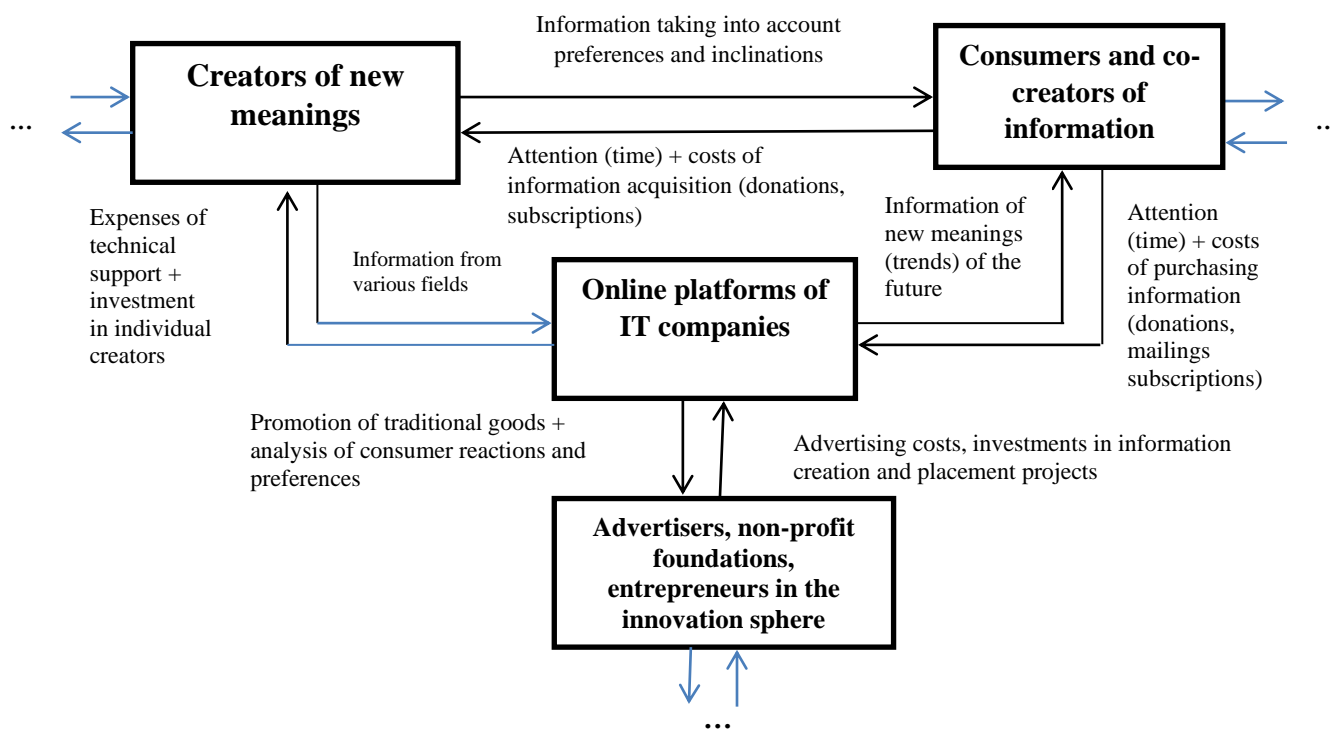 Information taking into account
preferences and inclinations
Creators of new
meanings
Consumers and co-
creators of
information
...
..
Attention (time) + costs of
information acquisition (donations,
subscriptions)
Expenses of
technical
support +
investment
in individual
creators
Information from
various fields
Information of
new meanings
(trends) of the
future
Attention
(time) + costs
of purchasing
information
(donations,
mailings
subscriptions)
Online platforms of
IT companies
Promotion of traditional goods +
analysis of consumer reactions and
preferences
Advertising costs, investments in information
creation and placement projects
Advertisers, non-profit
foundations,
entrepreneurs in the
innovation sphere
...